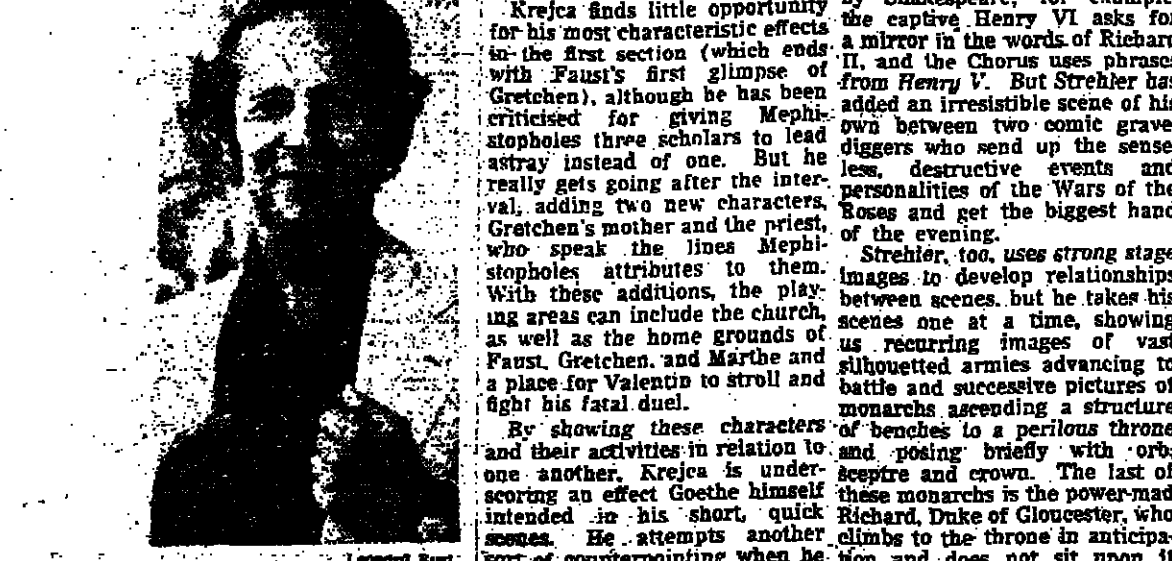 Krejca finds little opportunity
for his most characteristic effects
in the first section (which ends
with Faust's first glimpse of
Gretchen), although he has been
criticised for giving Mephi-
stopholes three scholars to lead
astray instead of one. But he
really gets going after the inter-
val, adding two new characters,
Gretchen's mother and the priest,
who speak the lines Mephi-
stopholes attributes to them.
With these additions, the play-
ing areas can include the church,
as well as the home grounds of
Faust, Gretchen, and Marthe and
a place for Valentin to stroll and
fight his fatal duel.
By showing these characters
and their activities in relation to
one another, Krejca is under-
scoring an effect Goethe himself
intended in his short, quick
scenes. He attempts another
sort of counterpointing when he
the captive Henry VI asks for
a mirror in the words of Richard
II, and the Chorus uses phrases
from Henry V. But Strehler has
added an irresistible scene of his
own between two comic grave-
diggers who send up the sense-
less, destructive events and
personalities of the Wars of the
Roses and get the biggest hand
of the evening.
Strehler, too, uses strong stage
images to develop relationships
between scenes, but he takes his
scenes one at a time, showing
us recurring images of vast
silhouetted armies advancing to
battle and successive pictures of
monarchs ascending a structure
of benches to a perilous throne
and posing briefly with orb,
sceptre and crown. The last of
these monarchs is the power-mad
Richard, Duke of Gloucester, who
climbs to the throne in anticipa-
tion and does not sit upon it